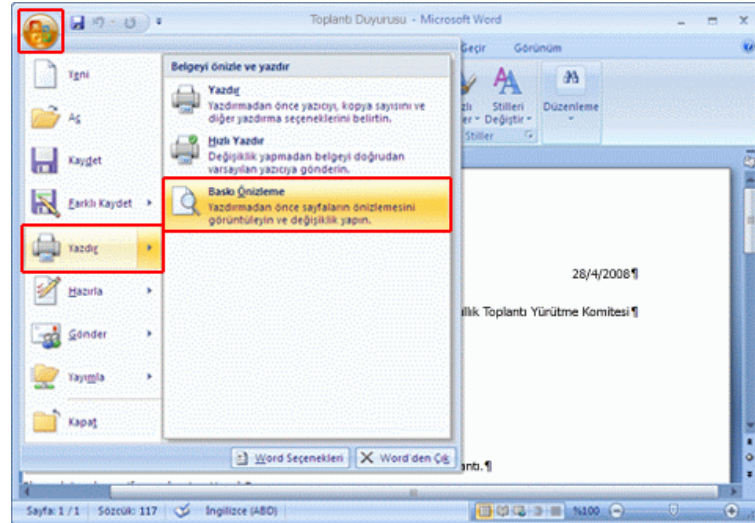 Toplantı Duyurusu - Microsoft Word
Geçir Görünüm
Yeni
Aç
Kaydet
Farklı Kaydet
Yazdır
Hazırla
Gönder
Yayımla
Kapat
Belgeyi önizle ve yazdır
Yazdır
Yazdırmadan önce yazıcıyı, kopya sayısını ve
diğer yazdırma seçeneklerini belirtin.
Hızlı Yazdır
Değişiklik yapmadan belgeyi doğrudan
varsayılan yazıcıya gönderin.
Baskı Önizleme
Yazdırmadan önce sayfaların önizlemesini
görüntüleyin ve değişiklik yapın.
Stilleri Düzenleme
Değiştir
Stiller
28/4/2008¶
ıllık Toplantı Yürütme Komitesi¶
antı.¶
Word Seçenekleri Word'den Çık
Sayfa: 1 / 1 Sözcük: 117 İngilizce (ABD) %100